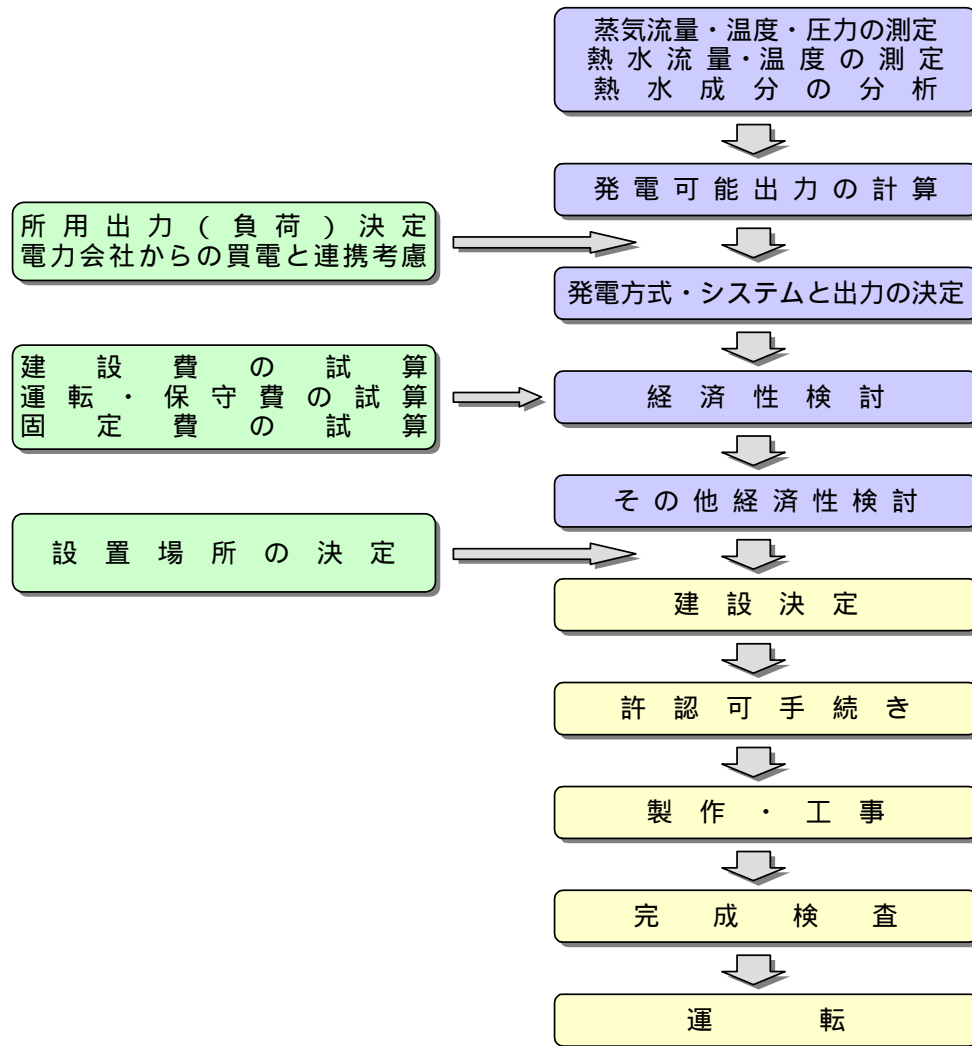 蒸気流量・温度・圧力の測定
熱水流量・温度の測定
熱水成分の分析
発電可能出力の計算
所用出力(負荷)決定
電力会社からの買電と連携考慮
発電方式・システムと出力の決定
建設費の試算
運転・保守費の試算
固定費の試算
経済性検討
その他経済性検討
設置場所の決定
建設決定
許認可手続き
製作・工事
完成検査
運転